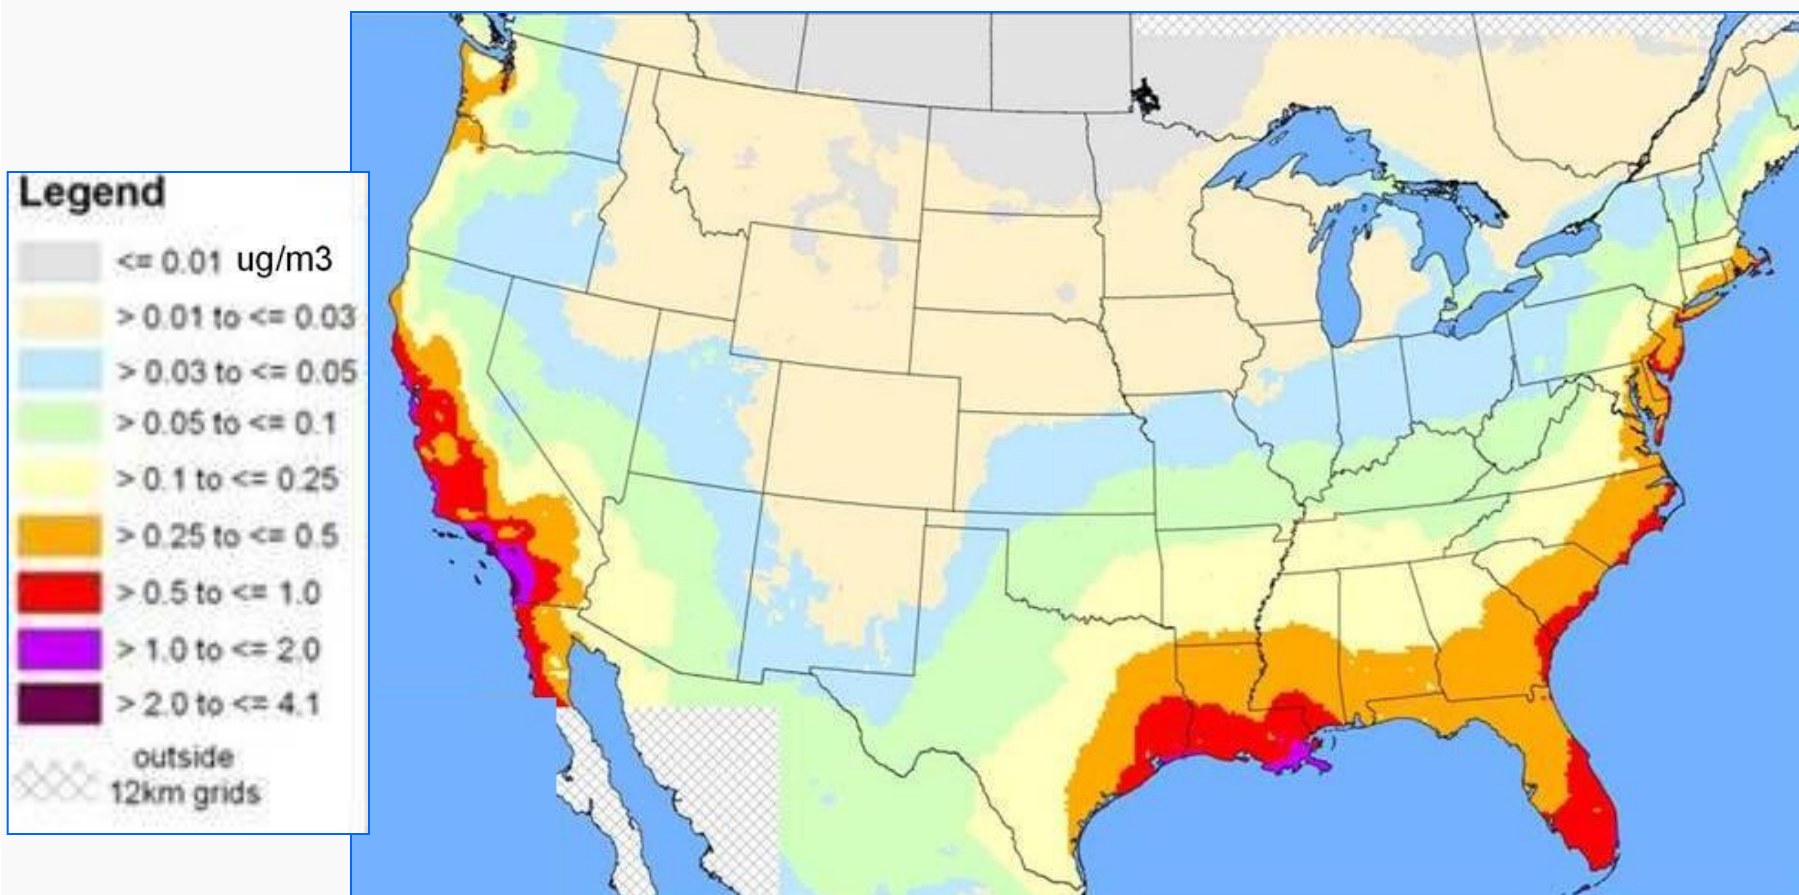 Legend
<= 0.01 ug/m3
> 0.01 to <= 0.03
> 0.03 to <= 0.05
> 0.05 to <= 0.1
> 0.1 to <= 0.25
> 0.25 to <= 0.5
> 0.5 to <= 1.0
> 1.0 to <= 2.0
> 2.0 to <= 4.1
outside
12km grids